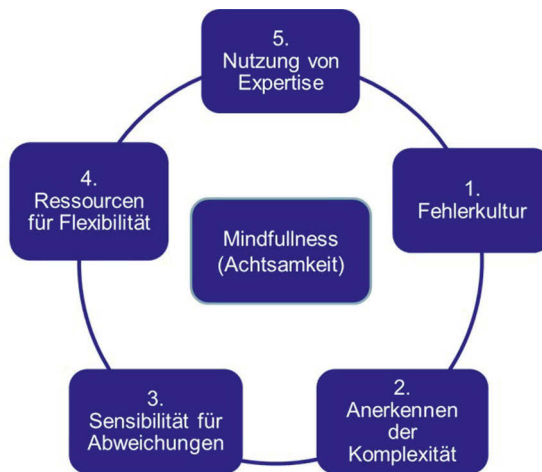 5.
Nutzung von
Expertise
1.
Fehlerkultur
2.
Anerkennen
der
Komplexität
3.
Sensibilität für
Abweichungen
4.
Ressourcen
für Flexibilität
Mindfullness
(Achtsamkeit)